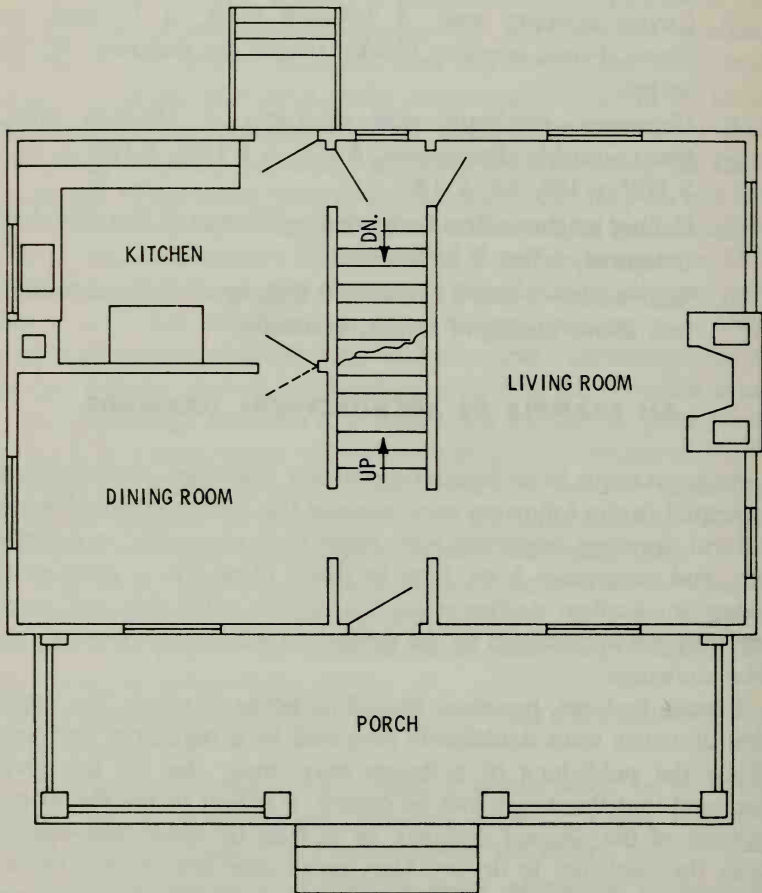 KITCHEN
DN.
LIVING ROOM
UP
DINING ROOM
PORCH